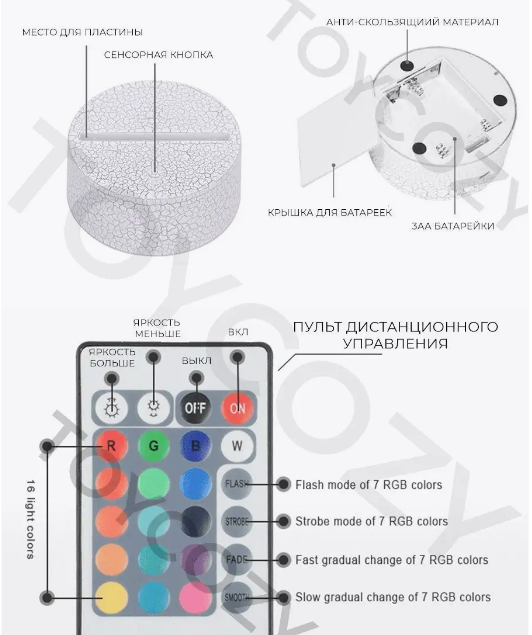 АНТИ-СКОЛЬЗЯЩИИЙ МАТЕРИАЛ
МЕСТО ДЛЯ ПЛАСТИНЫ
СЕНСОРНАЯ КНОПКА
КРЫШКА ДЛЯ БАТАРЕЕК
3АА БАТАРЕЙКИ
TOYCOZY
TOYCOZY
TOYCOZY
ЯРКОСТЬ
МЕНЬШЕ
ВКЛ
ПУЛЬТ ДИСТАНЦИОННОГО
УПРАВЛЕНИЯ
ЯРКОСТЬ
БОЛЬШЕ
ВЫКЛ
OFF
ON
R
G
B
W
16 light colors
FLASH
Flash mode of 7 RGB colors
STROBE
Strobe mode of 7 RGB colors
FADE
Fast gradual change of 7 RGB colors
SMOOTH
Slow gradual change of 7 RGB colors